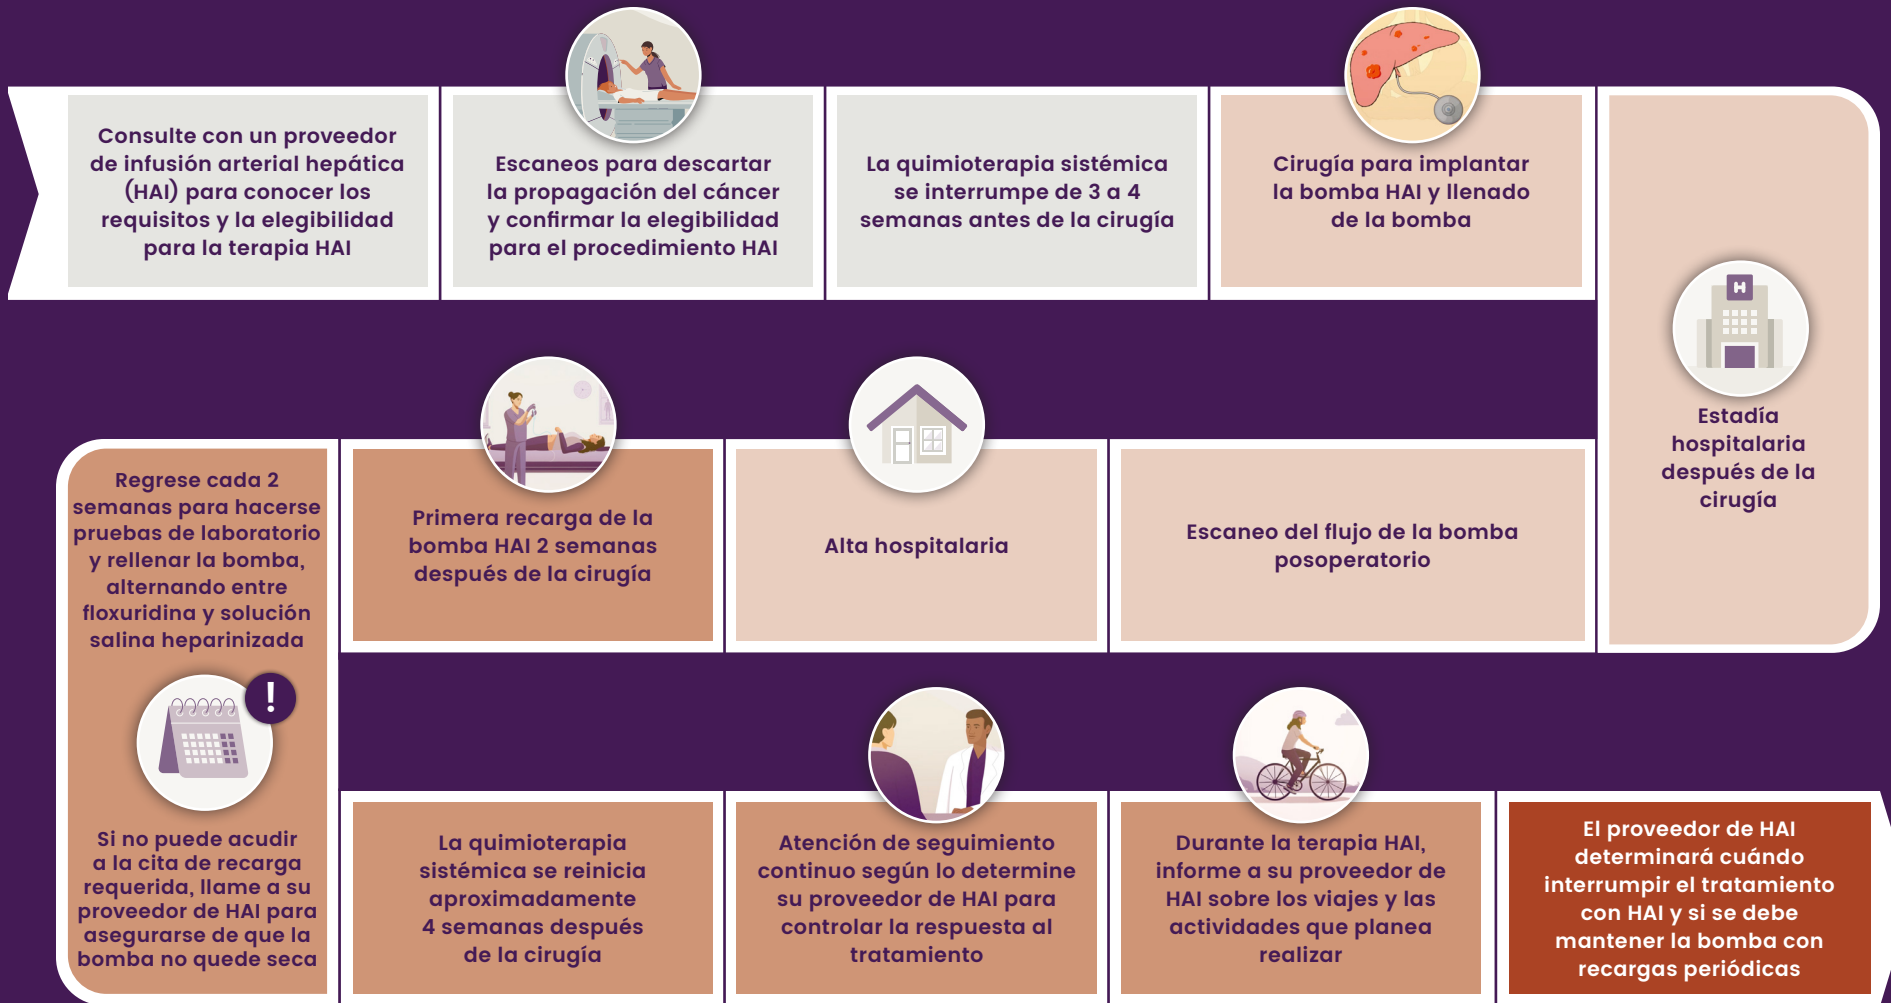 Consulte con un proveedor
de infusión arterial hepática
(HAI) para conocer los
requisitos y la elegibilidad
para la terapia HAI
Escaneos para descartar
la propagación del cáncer
y confirmar la elegibilidad
para el procedimiento HAI
La quimioterapia sistémica
se interrumpe de 3 a 4
semanas antes de la cirugía
Cirugía para implantar
la bomba HAI y llenado
de la bomba
H
Estadía
hospitalaria
después de la
cirugía
Escaneo del flujo de la bomba
posoperatorio
Alta hospitalaria
Primera recarga de la
bomba HAI 2 semanas
después de la cirugía
Regrese cada 2
semanas para hacerse
pruebas de laboratorio
y rellenar la bomba,
alternando entre
floxuridina y solución
salina heparinizada
!
Si no puede acudir
a la cita de recarga
requerida, llame a su
proveedor de HAI para
asegurarse de que la
bomba no quede seca
La quimioterapia
sistémica se reinicia
aproximadamente
4 semanas después
de la cirugía
Atención de seguimiento
continuo según lo determine
su proveedor de HAI para
controlar la respuesta al
tratamiento
Durante la terapia HAI,
informe a su proveedor de
HAI sobre los viajes y las
actividades que planea
realizar
El proveedor de HAI
determinará cuándo
interrumpir el tratamiento
con HAI y si se debe
mantener la bomba con
recargas periódicas